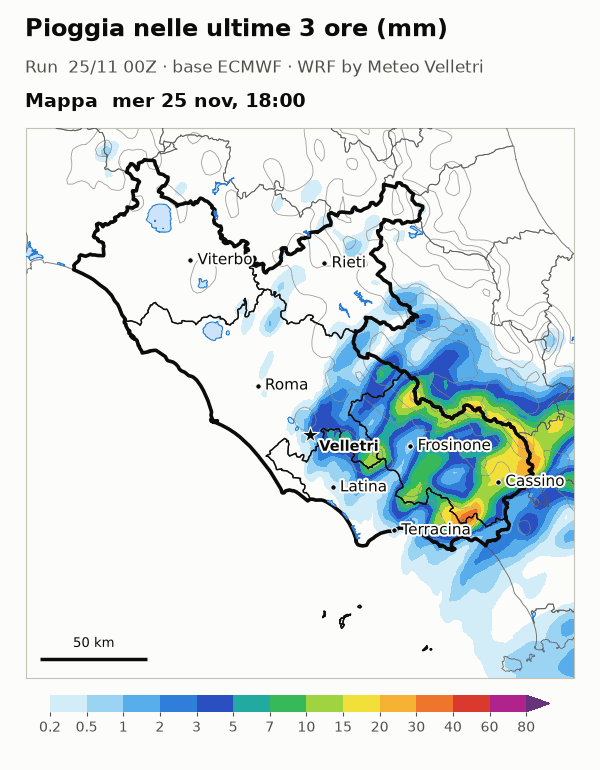 Pioggia nelle ultime 3 ore (mm)
Run  25/11 00Z · base ECMWF · WRF by Meteo Velletri
Mappa  mer 25 nov, 18:00
Viterbo
Rieti
Roma
Velletri
Frosinone
Latina
Cassino
Terracina
50 km
0.2 0.5 1 2 3 5 7 10 15 20 30 40 60 80